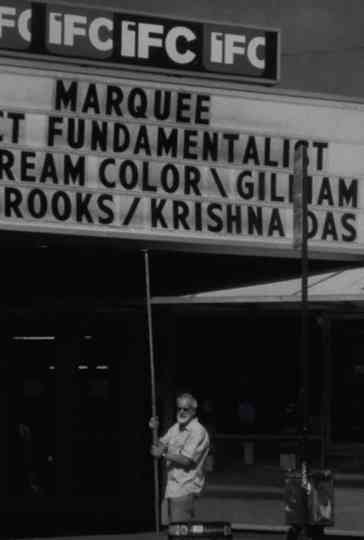 IFC IFC IFC IFC
MARQUEE
CT FUNDAMENTALIST
REAM COLOR \ GILLIAM
ROOKS / KRISHNA DAS